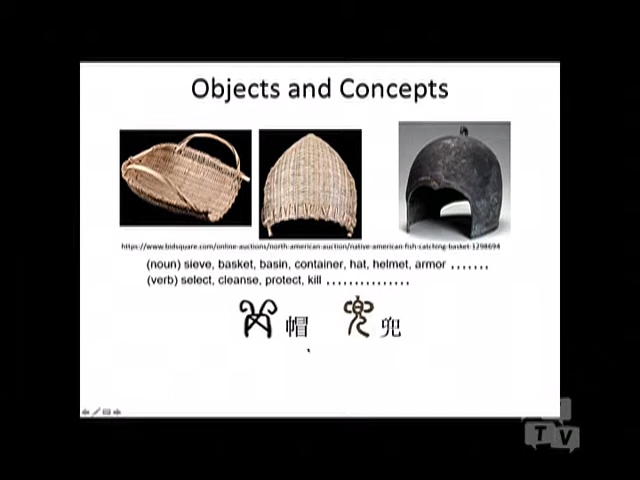 Objects and Concepts
https://www.bidsquare.com/online-auctions/north-american-auction/native-american-fish-catching-basket-1298694
(noun) sieve, basket, basin, container, hat, helmet, armor .......
(verb) select, cleanse, protect, kill ...............
帽 兜
TV